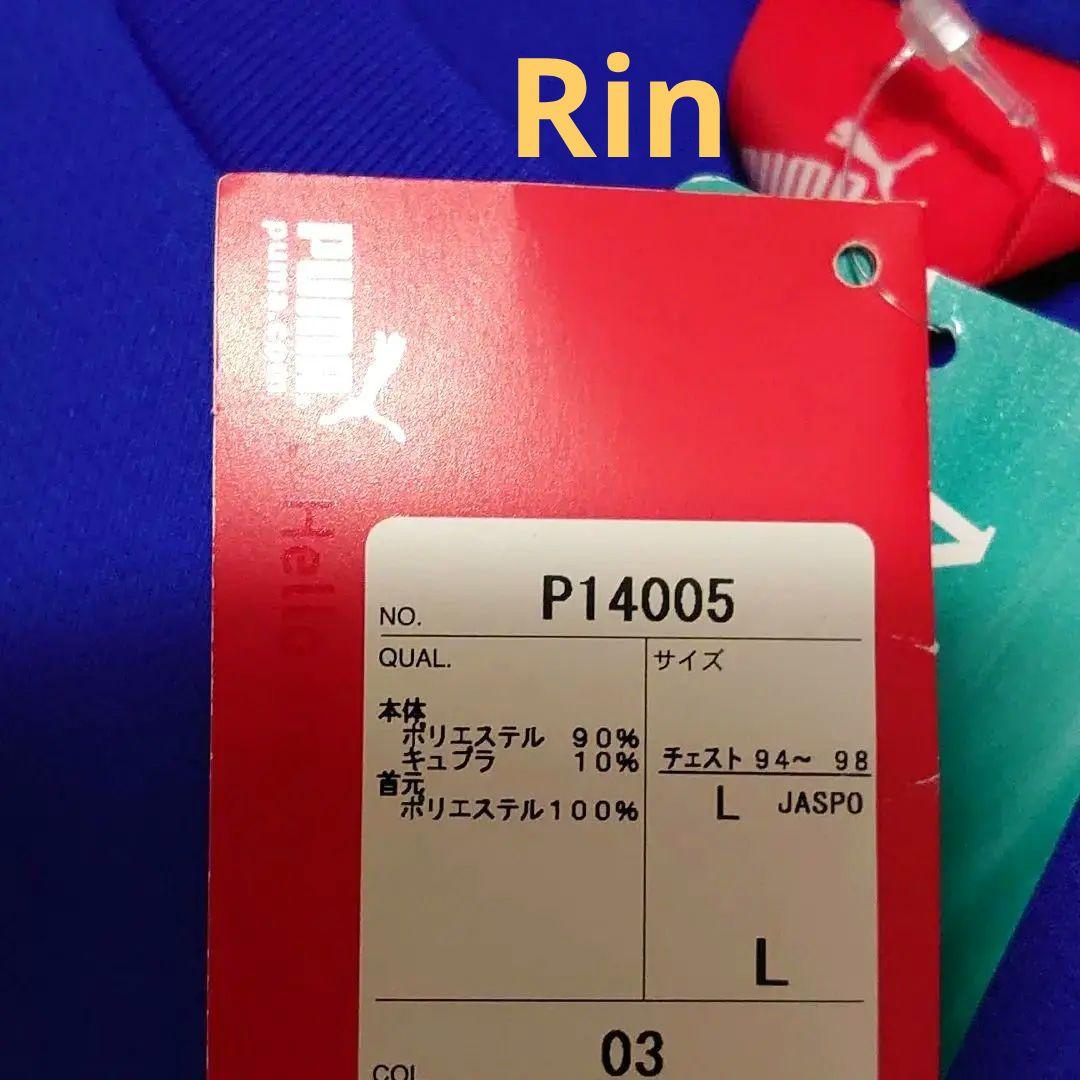 Rin
PUMA
PUMA
puma.com
Hello
NO. P14005
QUAL.
サイズ
本体
ポリエステル 90%
キュプラ 10%
首元
ポリエステル100%
チェスト 94～ 98
L JASPO
L
COL 03